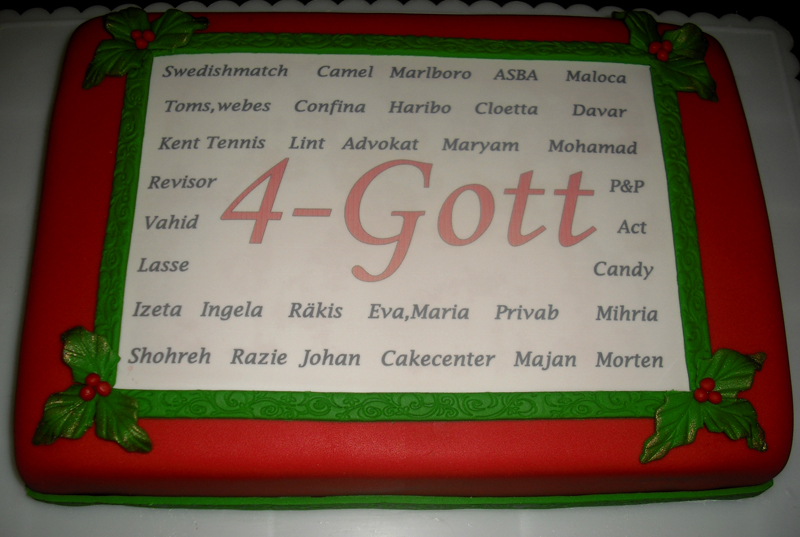 Swedishmatch Camel Marlboro ASBA Maloca
Toms,webes Confina Haribo Cloetta Davar
Kent Tennis Lint Advokat Maryam Mohamad
Revisor P&P
4-Gott
Vahid Act
Lasse Candy
Izeta Ingela Räkis Eva,Maria Privab Mihria
Shohreh Razie Johan Cakecenter Majan Morten